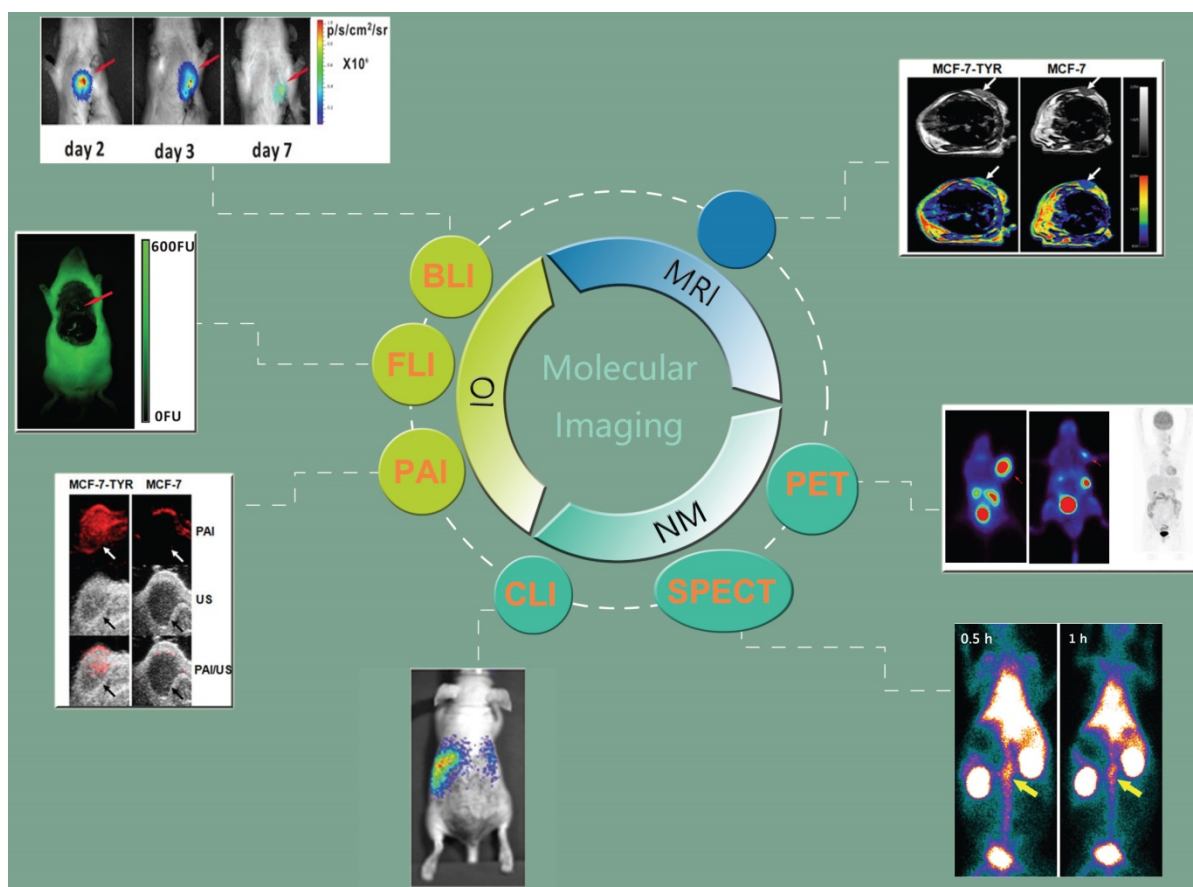 p/s/cm²/sr
X10⁶
day 2
day 3
day 7
MCF-7-TYR
MCF-7
BLI
MRI
600FU
0FU
FLI
OI
Molecular
Imaging
PAI
PET
MCF-7-TYR
MCF-7
PAI
US
PAI/US
NM
CLI
SPECT
0.5 h
1 h